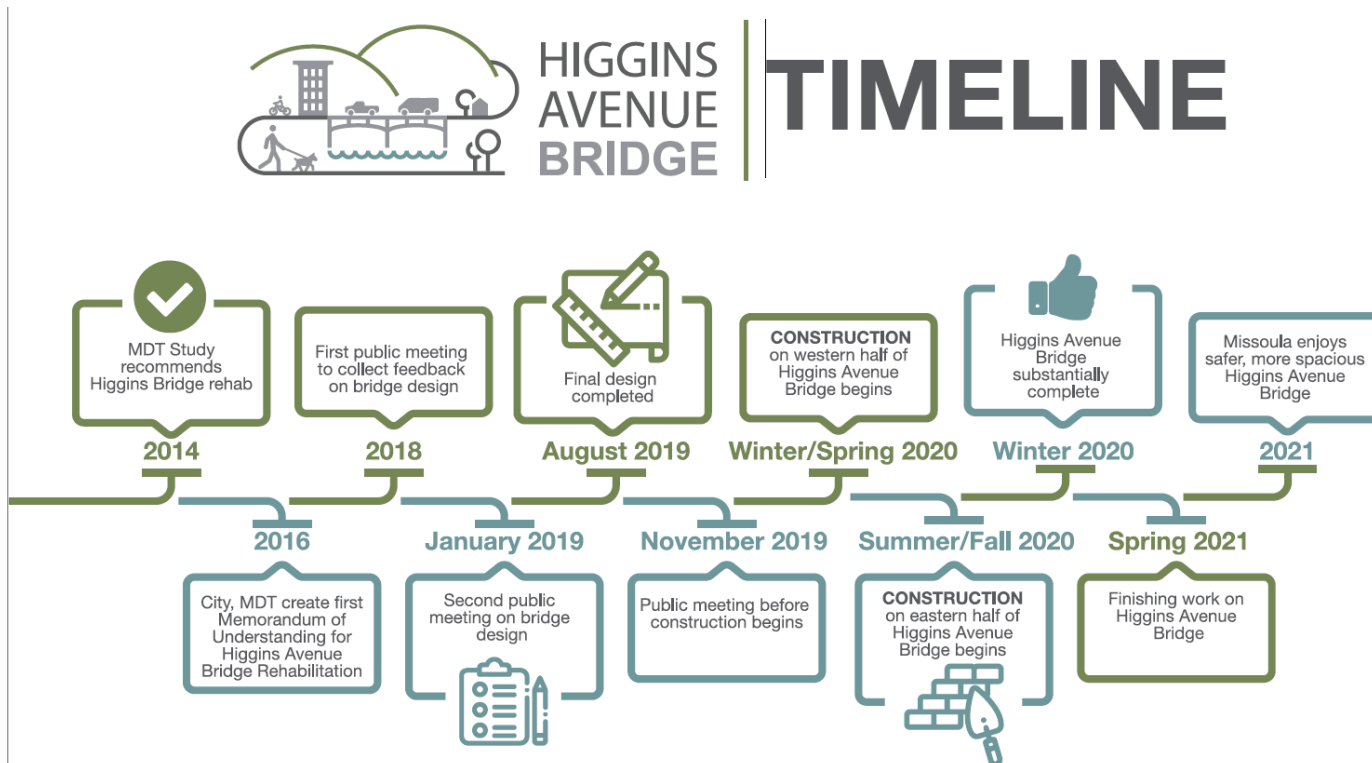 HIGGINS
AVENUE
BRIDGE
TIMELINE
MDT Study
recommends
Higgins Bridge rehab
2014
2016
City, MDT create first
Memorandum of
Understanding for
Higgins Avenue
Bridge Rehabilitation
First public meeting
to collect feedback
on bridge design
2018
January 2019
Second public
meeting on bridge
design
Final design
completed
August 2019
November 2019
Public meeting before
construction begins
CONSTRUCTION
on western half of
Higgins Avenue
Bridge begins
Winter/Spring 2020
Summer/Fall 2020
CONSTRUCTION
on eastern half of
Higgins Avenue
Bridge begins
Higgins Avenue
Bridge
substantially
complete
Winter 2020
Spring 2021
Finishing work on
Higgins Avenue
Bridge
Missoula enjoys
safer, more spacious
Higgins Avenue
Bridge
2021